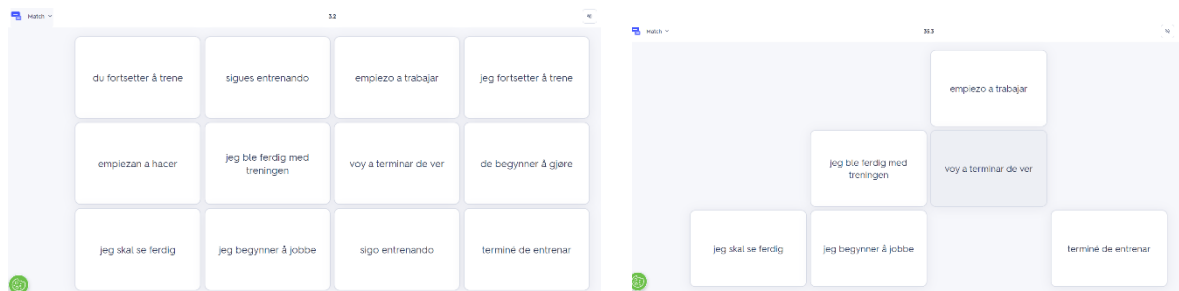 Match
3.2
du fortsetter å trene
sigues entrenando
empiezo a trabajar
jeg fortsetter å trene
empiezan a hacer
jeg ble ferdig med
treningen
voy a terminar de ver
de begynner å gjøre
jeg skal se ferdig
jeg begynner å jobbe
sigo entrenando
terminé de entrenar
Match
35.3
empiezo a trabajar
jeg ble ferdig med
treningen
voy a terminar de ver
jeg skal se ferdig
jeg begynner å jobbe
terminé de entrenar